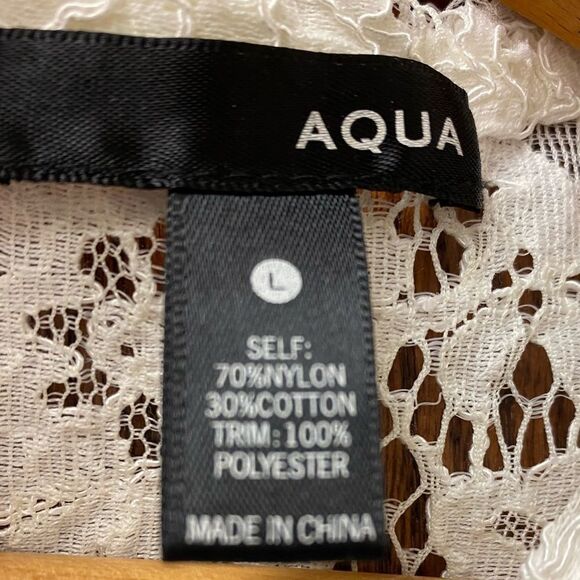 AQUA
L
SELF:
70%NYLON
30%COTTON
TRIM:100%
POLYESTER
MADE IN CHINA